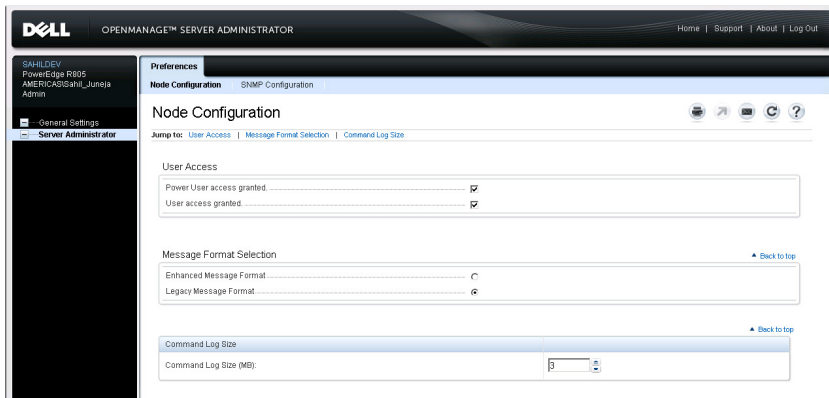 DELL OPENMANAGE™ SERVER ADMINISTRATOR Home | Support | About | Log Out
SAHILDEV
PowerEdge R805
AMERICAS\Sahil_Juneja
Admin
General Settings
Server Administrator
Preferences
Node Configuration SNMP Configuration
Node Configuration
Jump to: User Access | Message Format Selection | Command Log Size
User Access
Power User access granted.
User access granted.
Message Format Selection Back to top
Enhanced Message Format
Legacy Message Format
Back to top
Command Log Size
Command Log Size (MB): 3